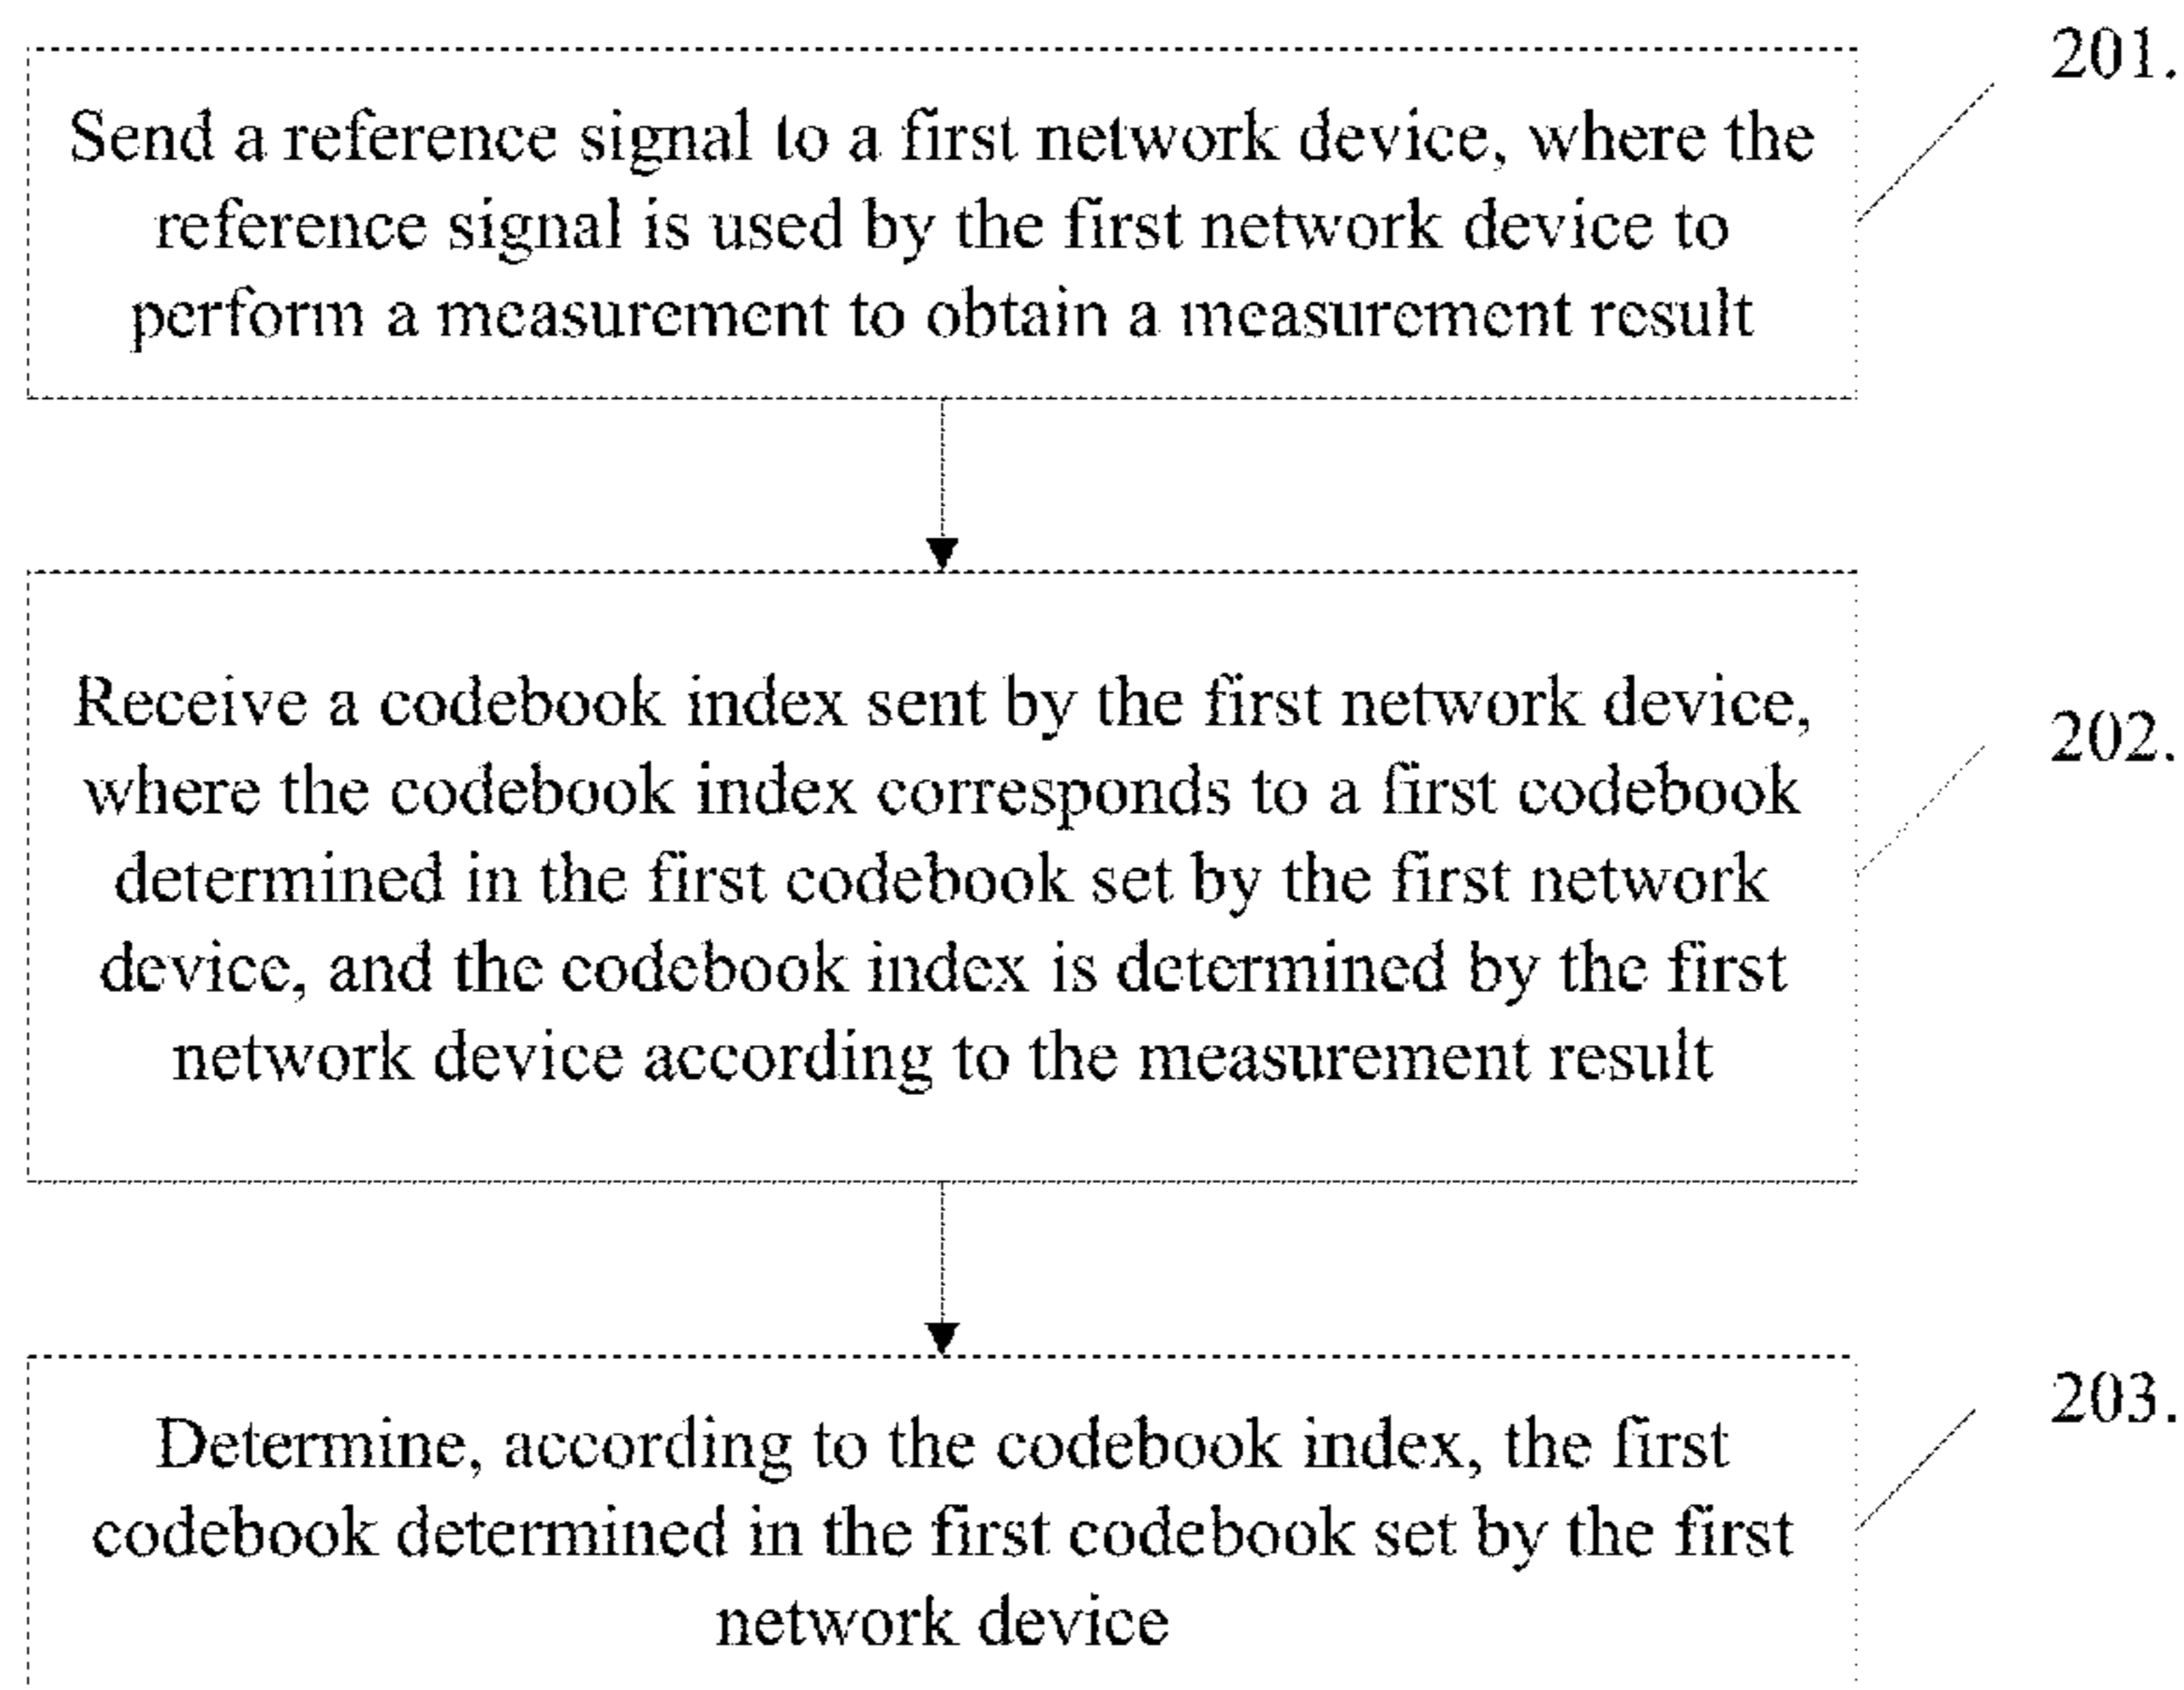 201.
Send a reference signal to a first network device, where the
reference signal is used by the first network device to
perform a measurement to obtain a measurement result
Receive a codebook index sent by the first network device,
where the codebook index corresponds to a first codebook
determined in the first codebook set by the first network
device, and the codebook index is determined by the first
network device according to the measurement result
202.
Determine, according to the codebook index, the first
codebook determined in the first codebook set by the first
network device
203.